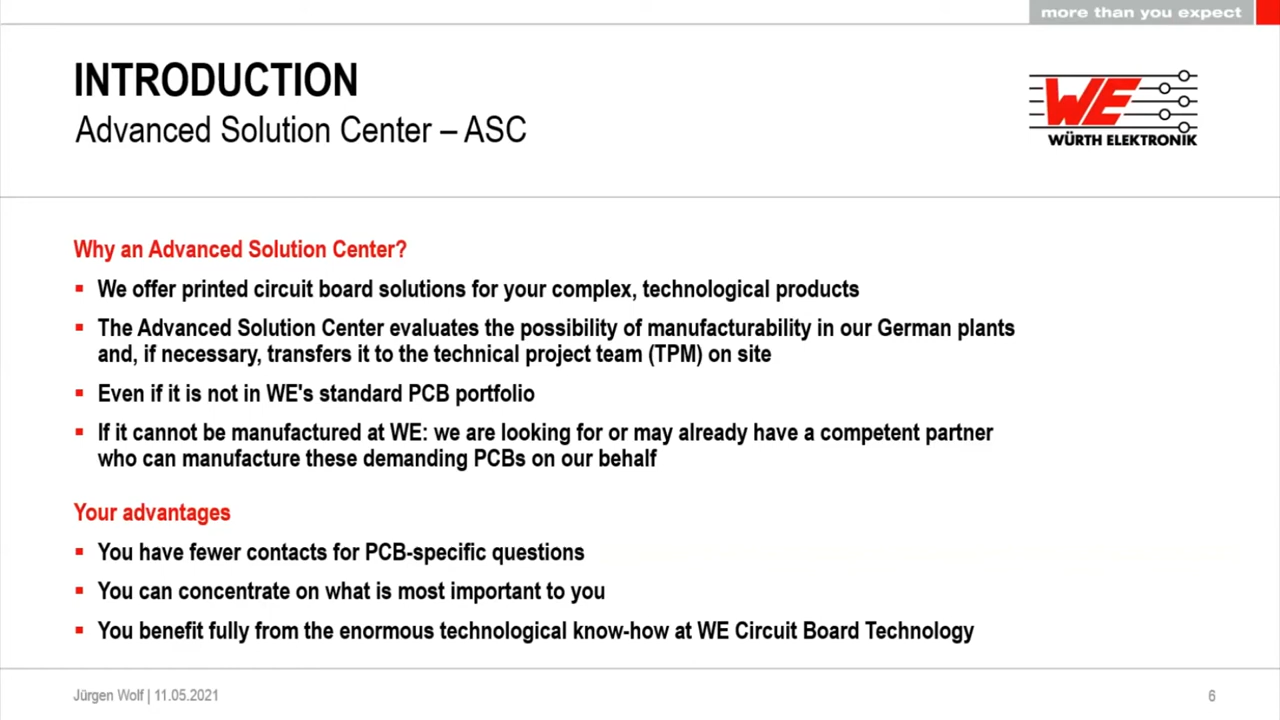 more than you expect
INTRODUCTION
Advanced Solution Center – ASC
WE
WÜRTH ELEKTRONIK
Why an Advanced Solution Center?
▪ We offer printed circuit board solutions for your complex, technological products
▪ The Advanced Solution Center evaluates the possibility of manufacturability in our German plants
and, if necessary, transfers it to the technical project team (TPM) on site
▪ Even if it is not in WE's standard PCB portfolio
▪ If it cannot be manufactured at WE: we are looking for or may already have a competent partner
who can manufacture these demanding PCBs on our behalf
Your advantages
▪ You have fewer contacts for PCB-specific questions
▪ You can concentrate on what is most important to you
▪ You benefit fully from the enormous technological know-how at WE Circuit Board Technology
Jürgen Wolf | 11.05.2021
6